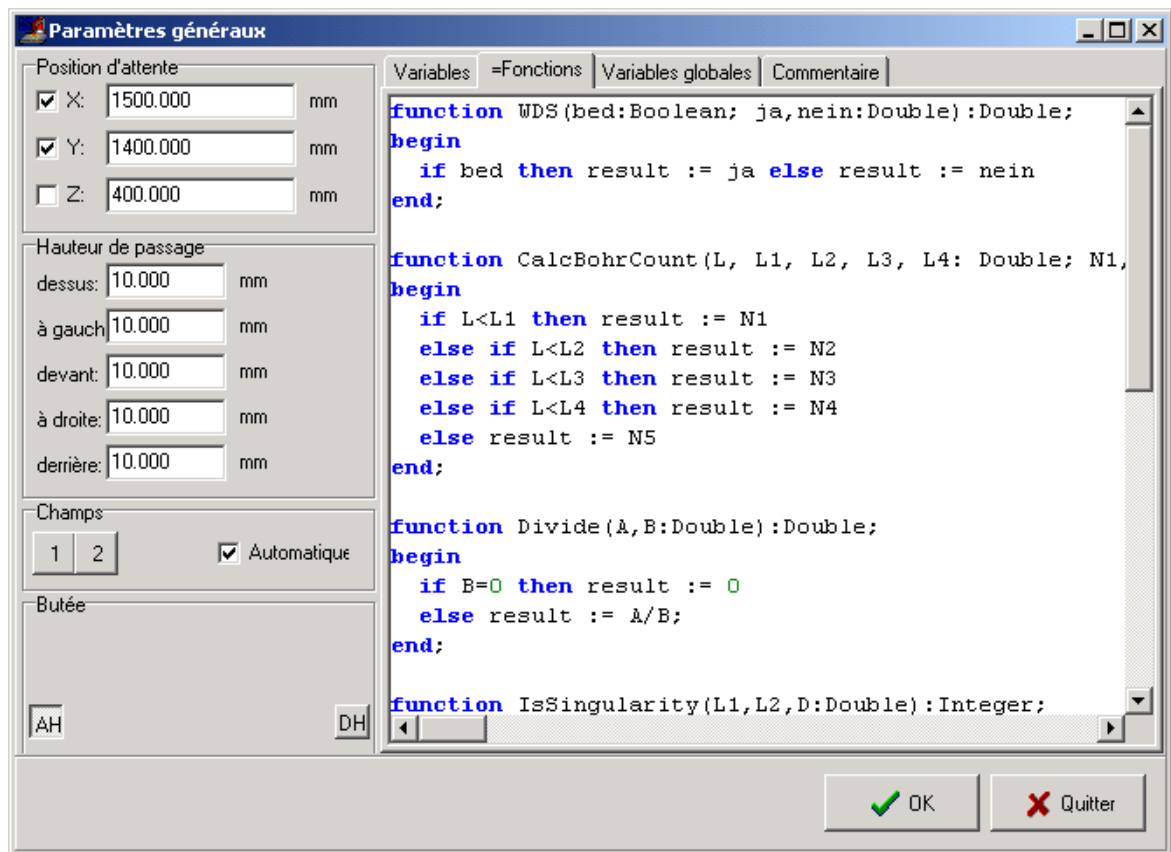 Paramètres généraux
Position d'attente
X: 1500.000 mm
Y: 1400.000 mm
Z: 400.000 mm
Hauteur de passage
dessus: 10.000 mm
à gauch 10.000 mm
devant: 10.000 mm
à droite: 10.000 mm
derrière: 10.000 mm
Champs
1 2 Automatique
Butée
AH DH
Variables =Fonctions Variables globales Commentaire
function WDS(bed:Boolean; ja,nein:Double):Double;
begin
if bed then result := ja else result := nein
end;
function CalcBohrCount(L, L1, L2, L3, L4: Double; N1,
begin
if L<L1 then result := N1
else if L<L2 then result := N2
else if L<L3 then result := N3
else if L<L4 then result := N4
else result := N5
end;
function Divide(A,B:Double):Double;
begin
if B=0 then result := 0
else result := A/B;
end;
function IsSingularity(L1,L2,D:Double):Integer;
OK Quitter